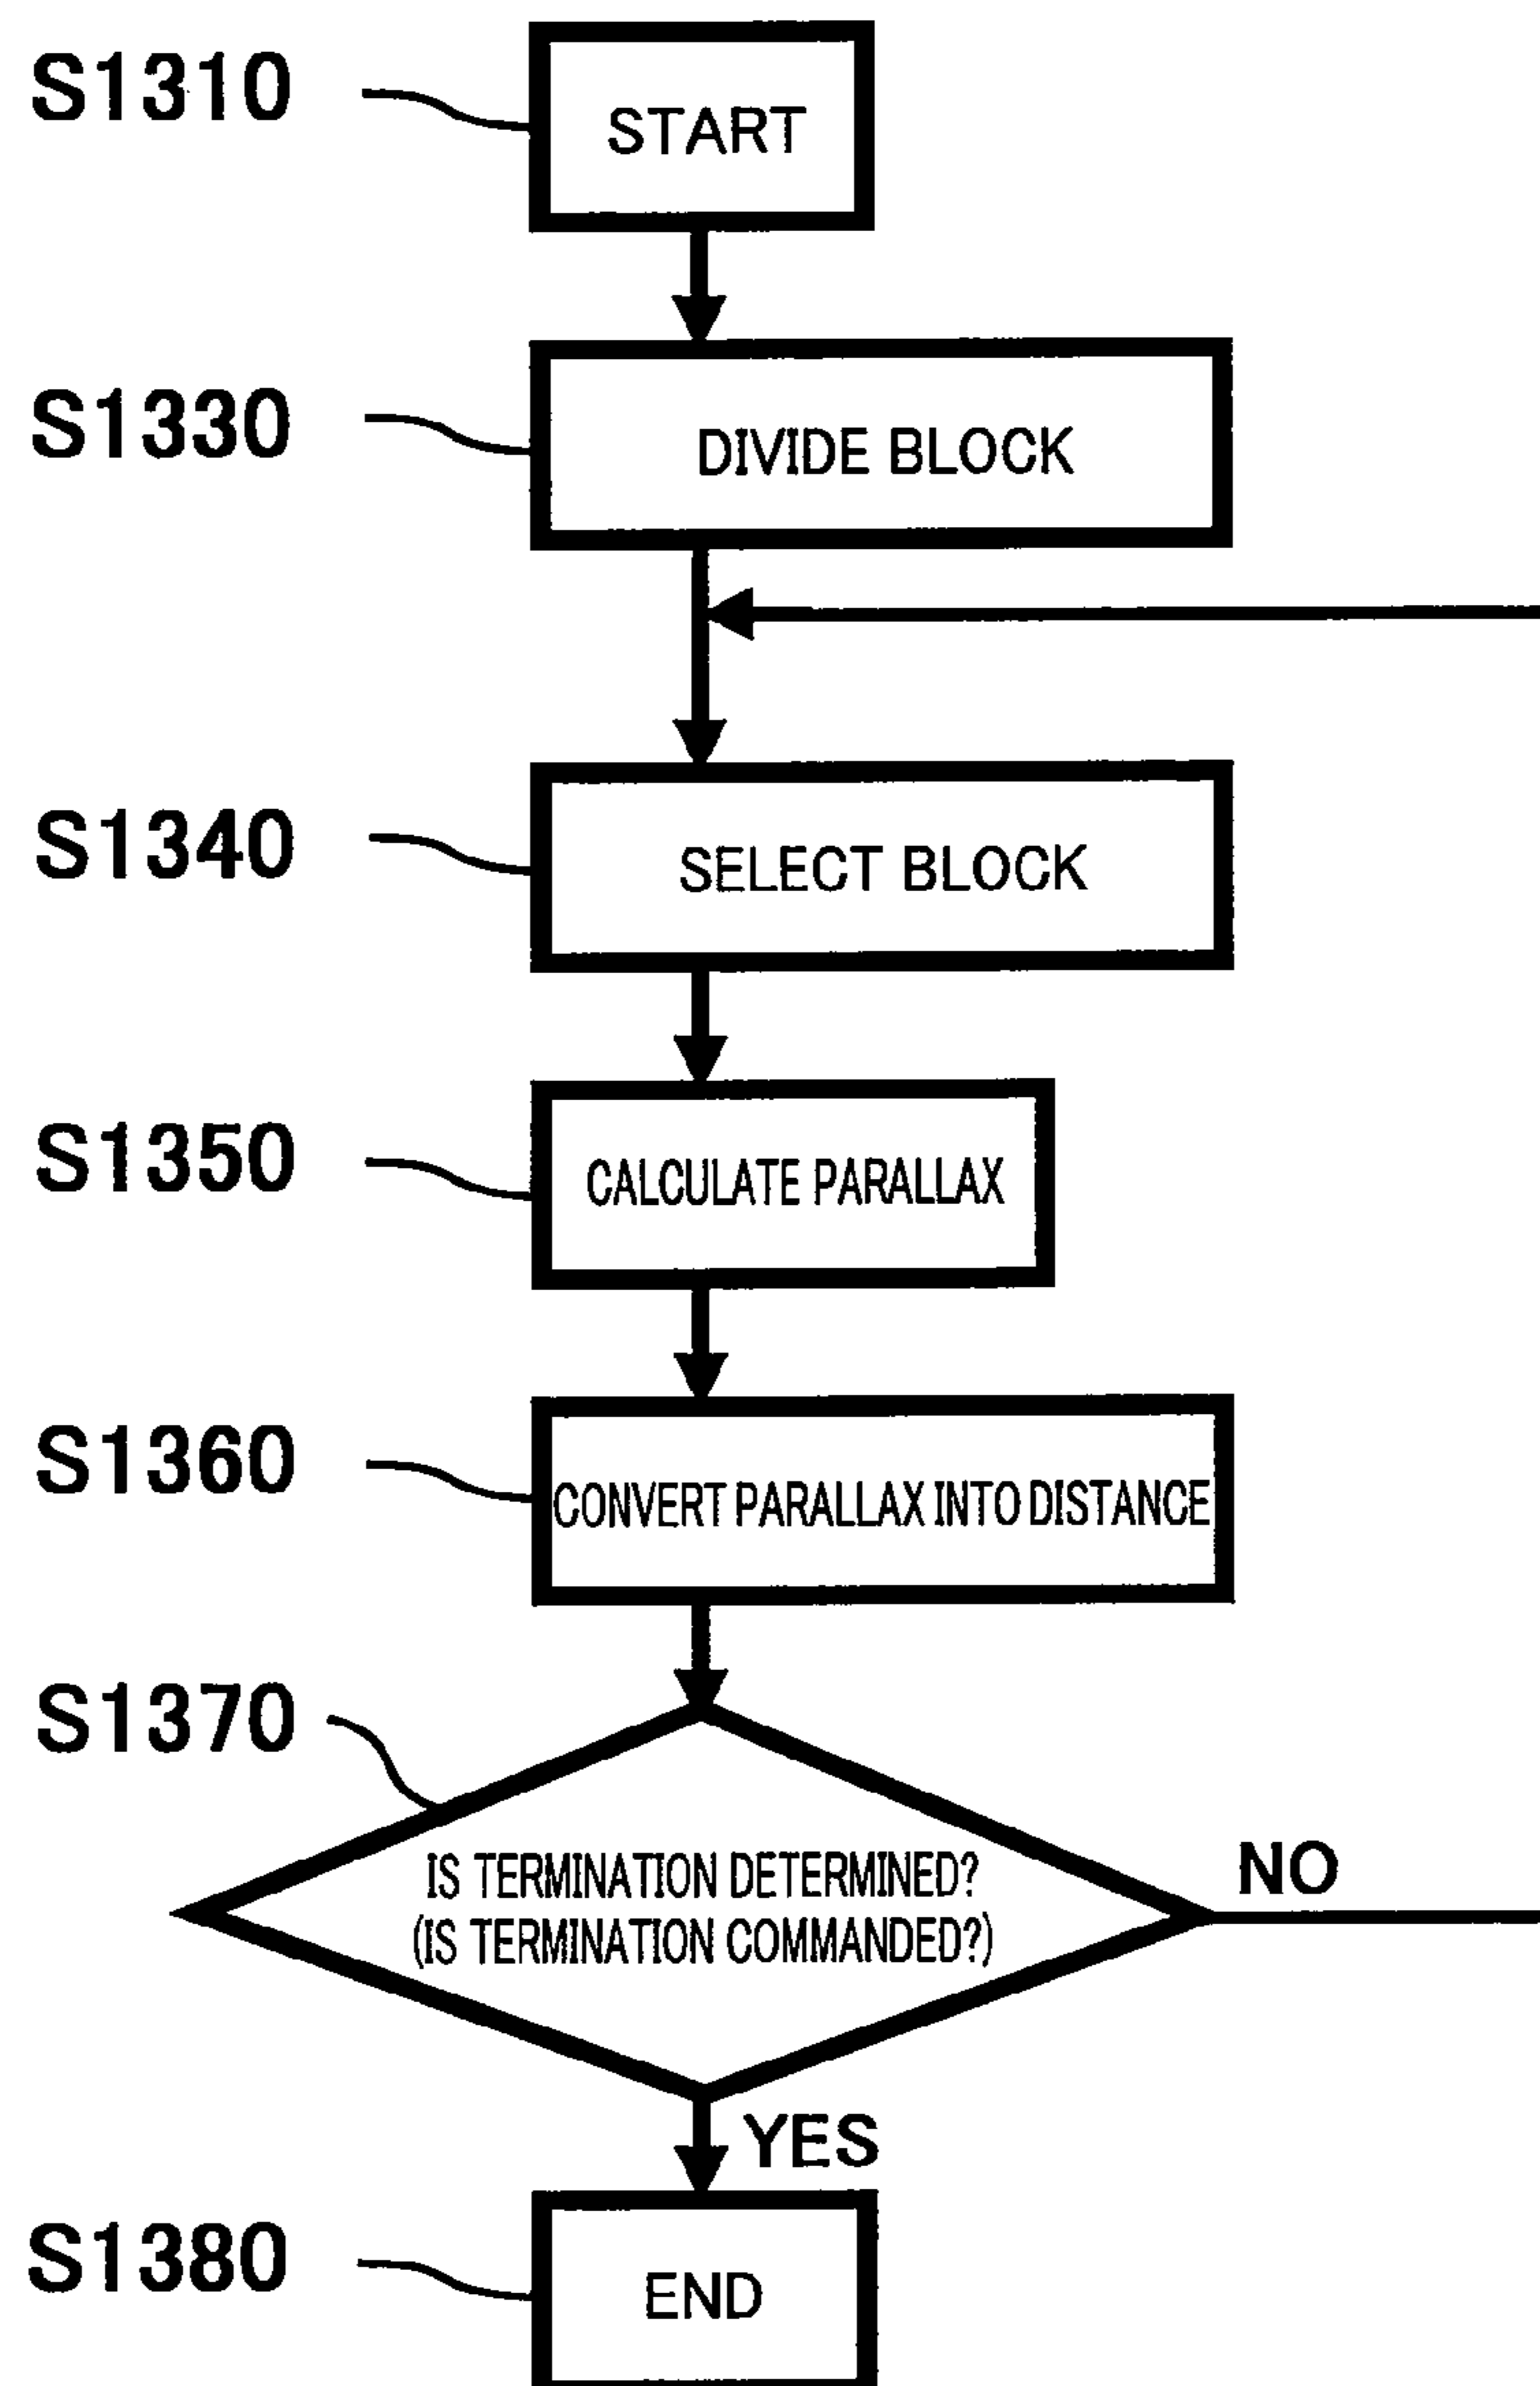 S1310
START
S1330
DIVIDE BLOCK
S1340
SELECT BLOCK
S1350
CALCULATE PARALLAX
S1360
CONVERT PARALLAX INTO DISTANCE
S1370
IS TERMINATION DETERMINED?
(IS TERMINATION COMMANDED?)
NO
YES
S1380
END